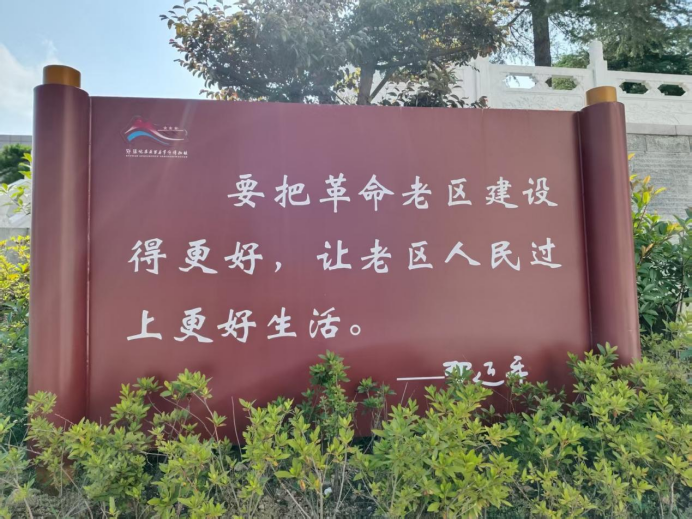 要把革命老区建设
得更好，让老区人民过
上更好生活。